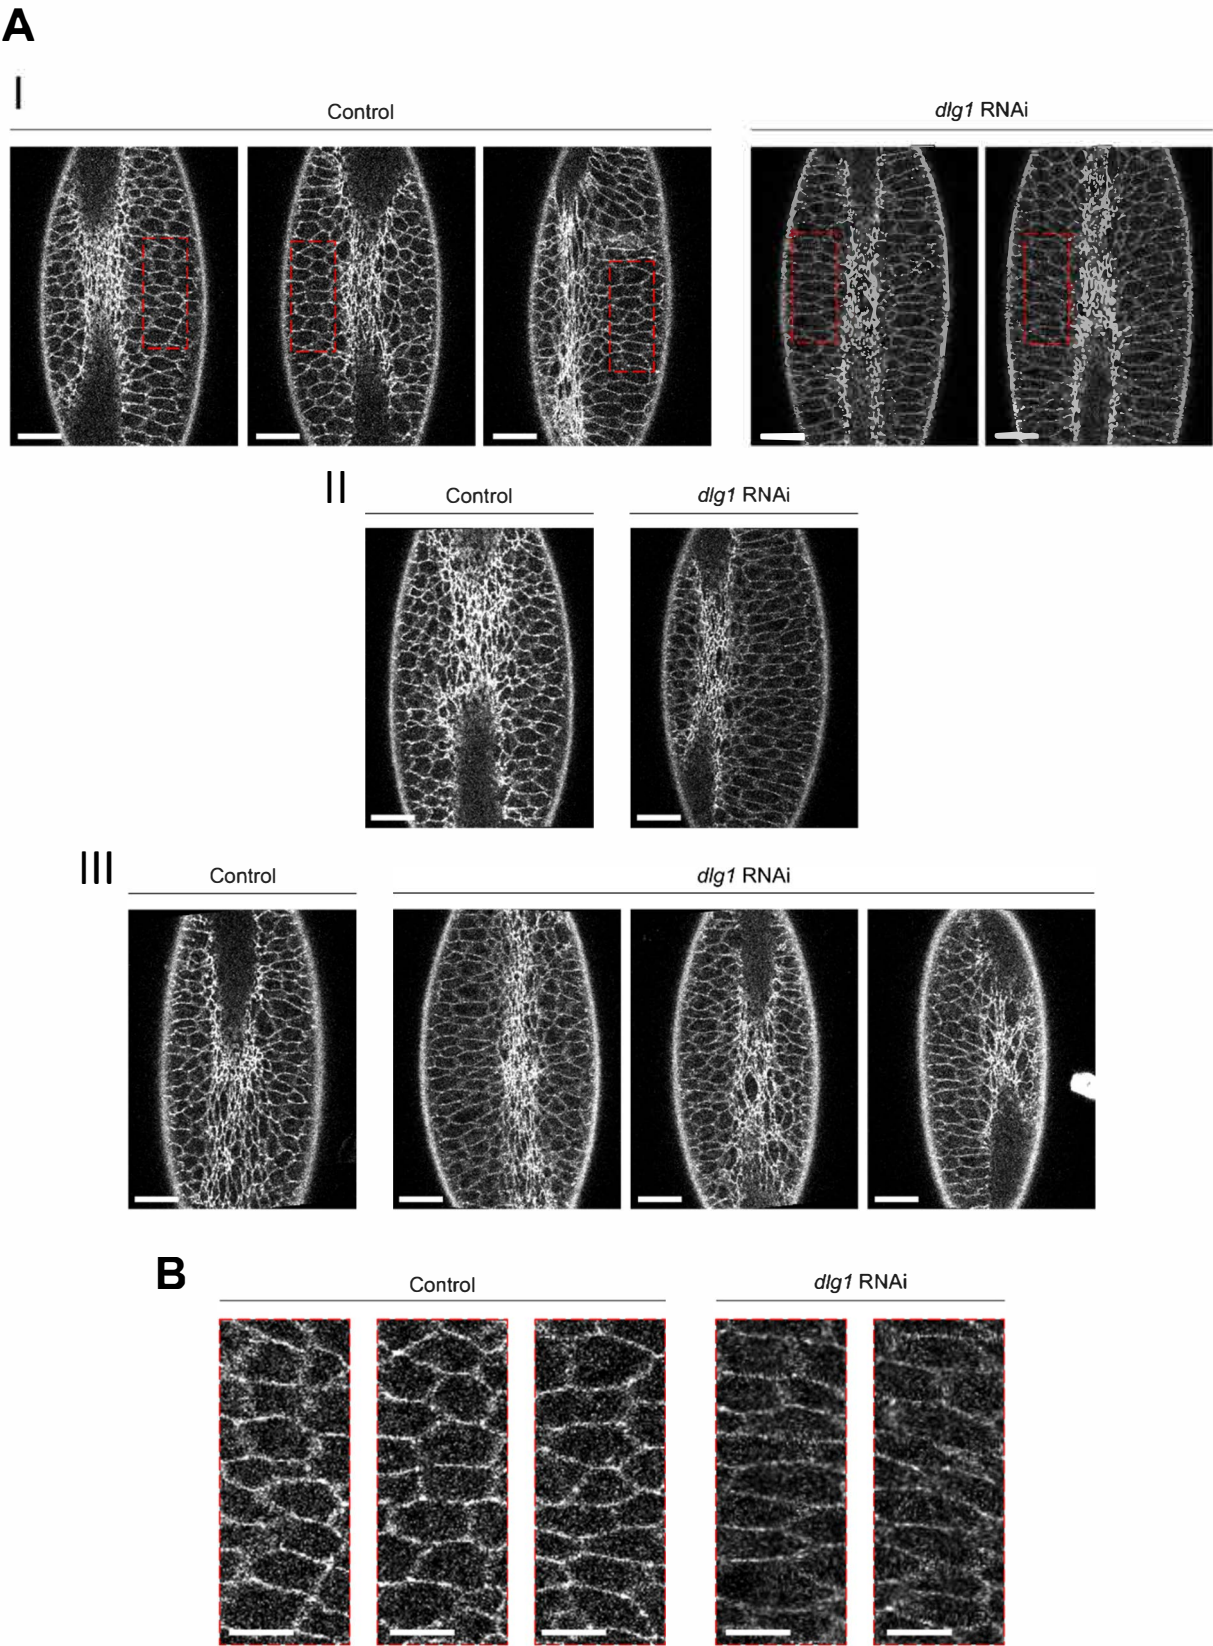 A
I
Control
dlg1 RNAi
II
Control
dlg1 RNAi
III
Control
dlg1 RNAi
B
Control
dlg1 RNAi